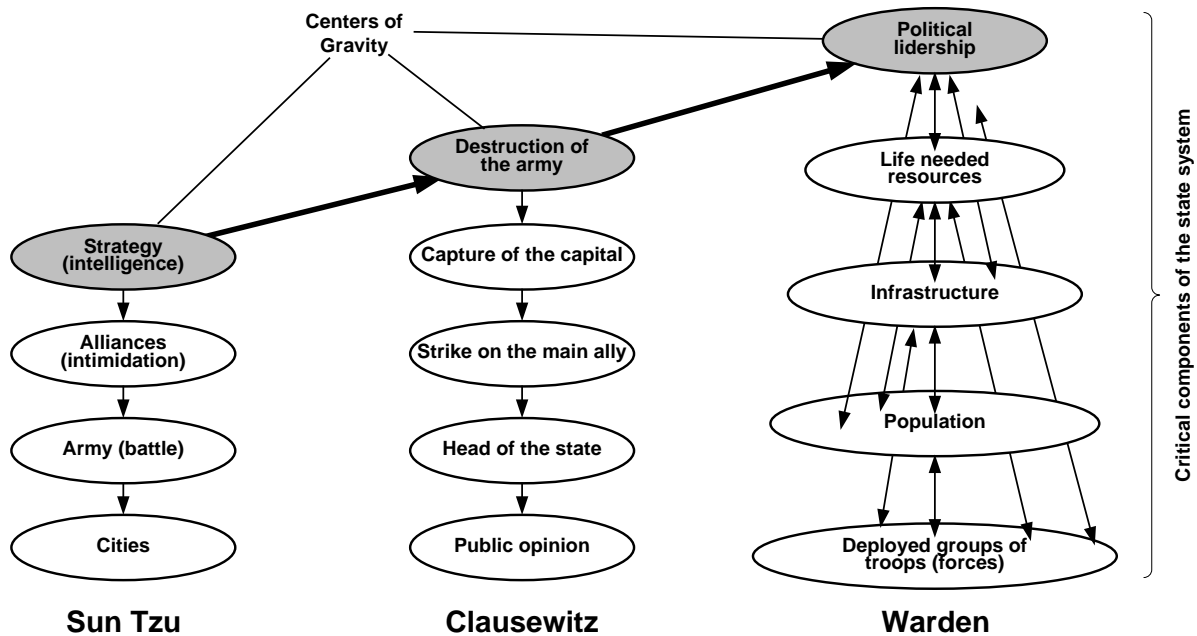 Centers of
Gravity
Strategy
(intelligence)
Alliances
(intimidation)
Army (battle)
Cities
Sun Tzu
Destruction of
the army
Capture of the capital
Strike on the main ally
Head of the state
Public opinion
Clausewitz
Political
lidership
Life needed
resources
Infrastructure
Population
Deployed groups of
troops (forces)
Warden
Critical components of the state system